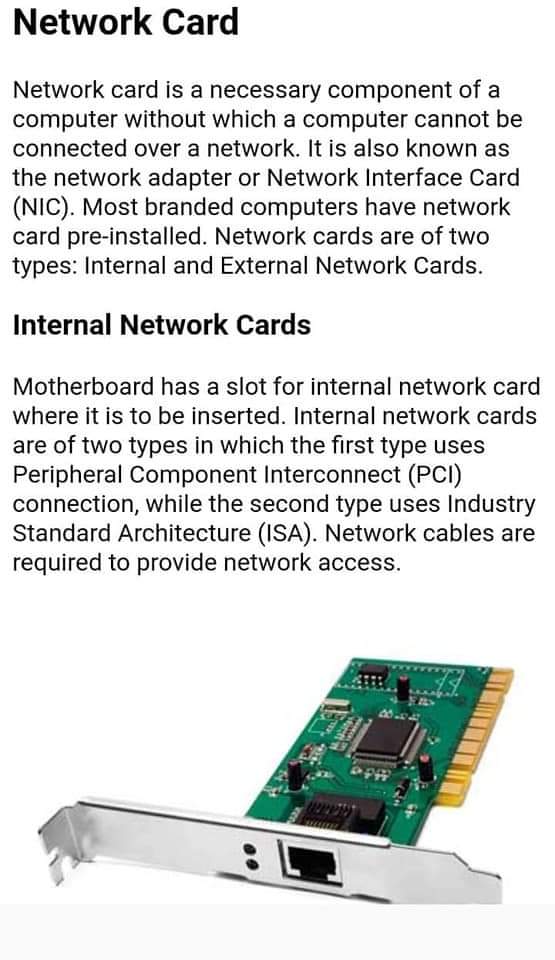 Network Card
Network card is a necessary component of a
computer without which a computer cannot be
connected over a network. It is also known as
the network adapter or Network Interface Card
(NIC). Most branded computers have network
card pre-installed. Network cards are of two
types: Internal and External Network Cards.
Internal Network Cards
Motherboard has a slot for internal network card
where it is to be inserted. Internal network cards
are of two types in which the first type uses
Peripheral Component Interconnect (PCI)
connection, while the second type uses Industry
Standard Architecture (ISA). Network cables are
required to provide network access.